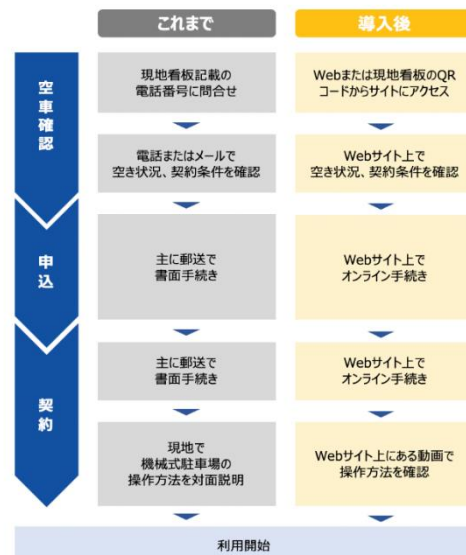 これまで
導入後
空車確認
現地看板記載の
電話番号に問合せ
Webまたは現地看板のQR
コードからサイトにアクセス
電話またはメールで
空き状況、契約条件を確認
Webサイト上で
空き状況、契約条件を確認
申込
主に郵送で
書面手続き
Webサイト上で
オンライン手続き
契約
主に郵送で
書面手続き
Webサイト上で
オンライン手続き
現地で
機械式駐車場の
操作方法を対面説明
Webサイト上にある動画で
操作方法を確認
利用開始